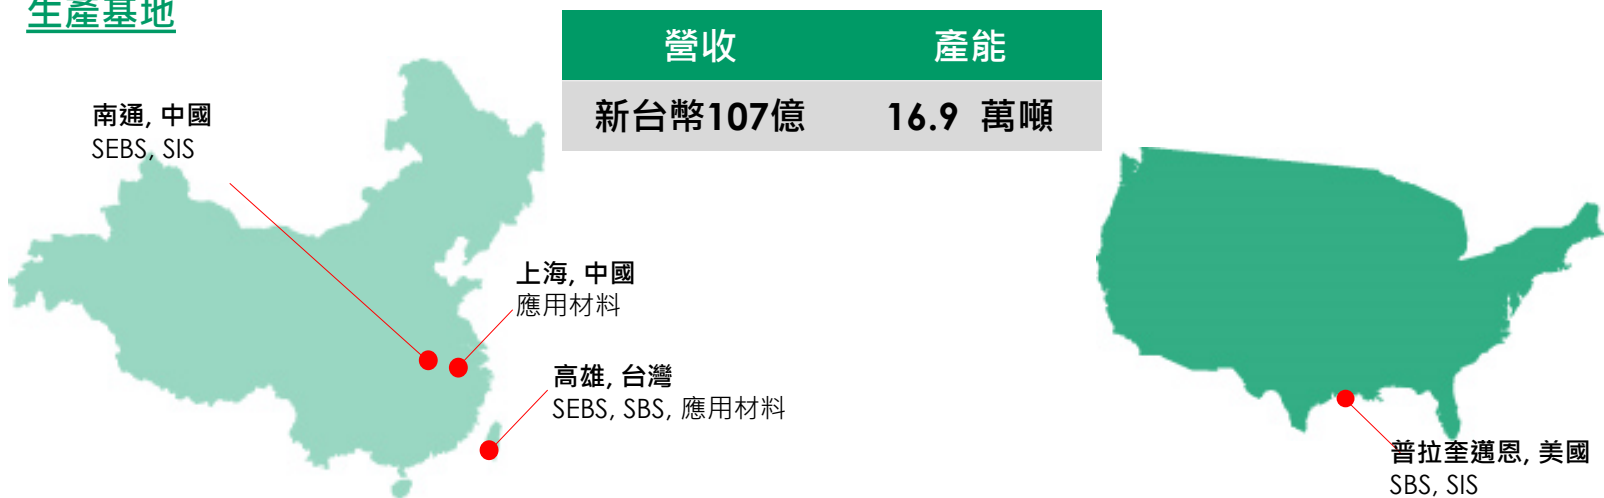 生產基地
營收 產能
新台幣107億 16.9 萬噸
南通, 中國
SEBS, SIS
上海, 中國
應用材料
高雄, 台灣
SEBS, SBS, 應用材料
普拉奎邁恩, 美國
SBS, SIS